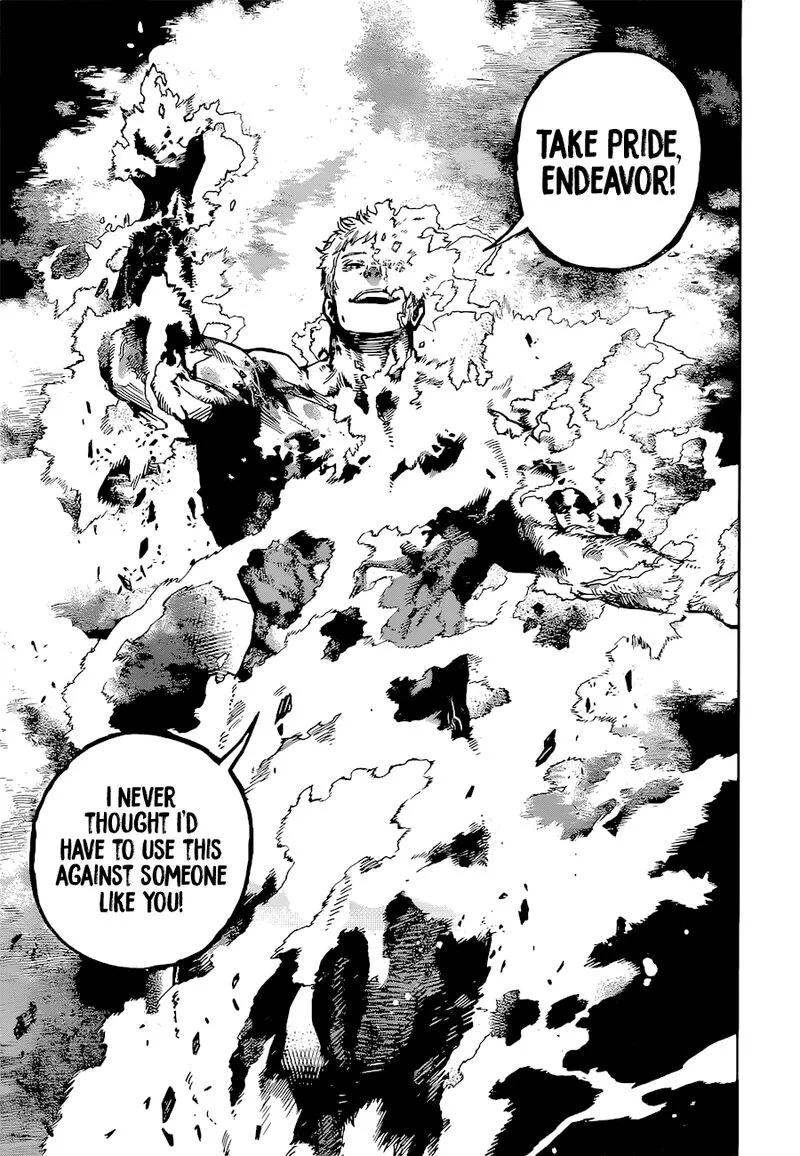 TAKE PRIDE,
ENDEAVOR!
I NEVER
THOUGHT I'D
HAVE TO USE THIS
AGAINST SOMEONE
LIKE YOU!